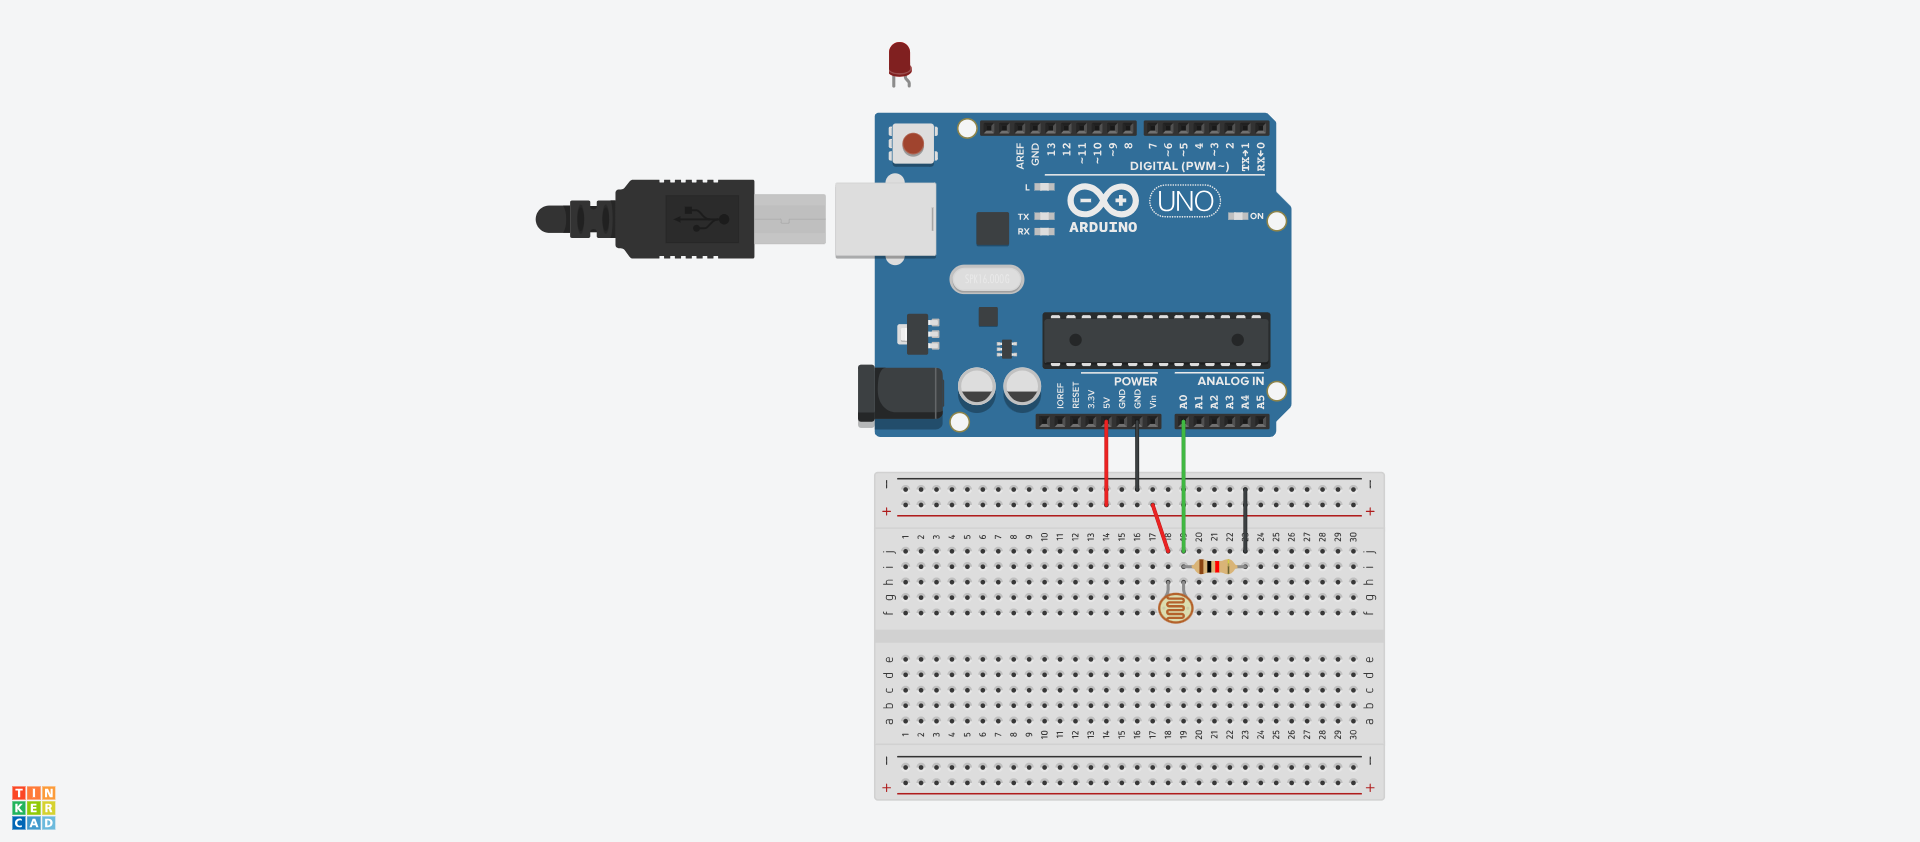 AREF GND 13 12 ~11 ~10 ~9 8 7 ~6 ~5 4 ~3 2 TX→1 RX←0
DIGITAL (PWM~)
L
TX
RX
ARDUINO
UNO
ON
POWER
ANALOG IN
IOREF RESET 3.3V 5V GND GND Vin A0 A1 A2 A3 A4 A5
− −
+ +
1 2 3 4 5 6 7 8 9 10 11 12 13 14 15 16 17 18 19 20 21 22 23 24 25 26 27 28 29 30
j j
i i
h h
g g
f f
e e
d d
c c
b b
a a
1 2 3 4 5 6 7 8 9 10 11 12 13 14 15 16 17 18 19 20 21 22 23 24 25 26 27 28 29 30
− −
+ +
TIN
KER
CAD